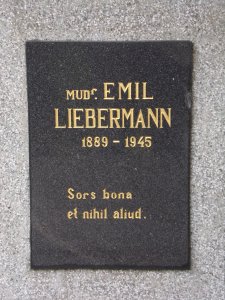 MUDr. EMIL
LIEBERMANN
1889 - 1945
Sors bona
et nihil aliud.